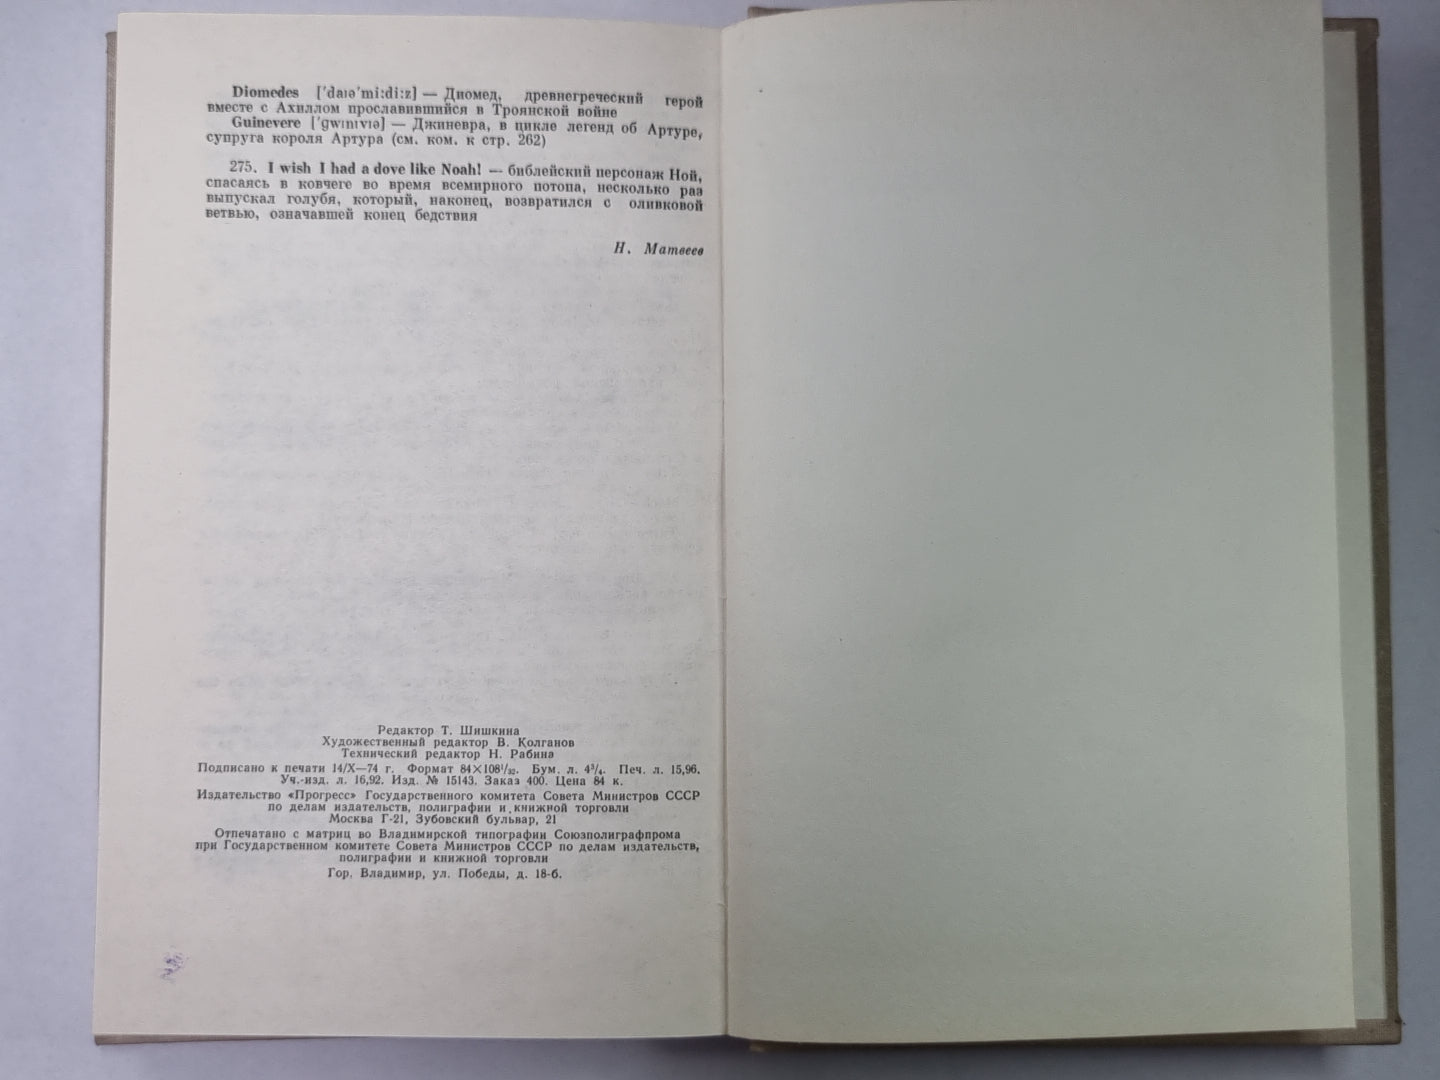 Diomedes ['daɪə'mi:di:z] — Диомед, древнегреческий герой
вместе с Ахиллом прославившийся в Троянской войне
Guinevere ['gwɪnɪvɪə] — Джиневра, в цикле легенд об Артуре,
супруга короля Артура (см. ком. к стр. 262)
275. I wish I had a dove like Noah! — библейский персонаж Ной,
спасаясь в ковчеге во время всемирного потопа, несколько раз
выпускал голубя, который, наконец, возвратился с оливковой
ветвью, означавшей конец бедствия
Н. Матвеев
Редактор Т. Шишкина
Художественный редактор В. Колганов
Технический редактор Н. Рабина
Подписано к печати 14/X—74 г. Формат 84×108¹/₃₂. Бум. л. 4³/₄. Печ. л. 15,96.
Уч.-изд. л. 16,92. Изд. № 15143. Заказ 400. Цена 84 к.
Издательство «Прогресс» Государственного комитета Совета Министров СССР
по делам издательств, полиграфии и книжной торговли
Москва Г-21, Зубовский бульвар, 21
Отпечатано с матриц во Владимирской типографии Союзполиграфпрома
при Государственном комитете Совета Министров СССР по делам издательств,
полиграфии и книжной торговли
Гор. Владимир, ул. Победы, д. 18-б.